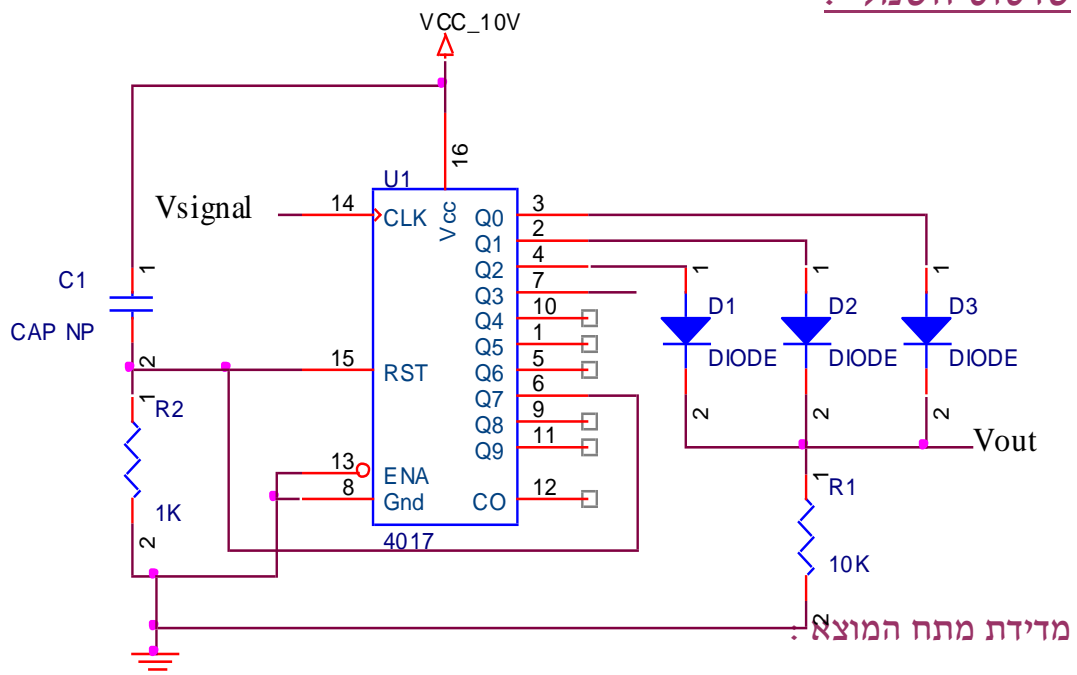 VCC_10V
16
U1
Vsignal
14
CLK
Vcc
Q0
3
Q1
2
Q2
4
Q3
7
Q4
10
Q5
1
Q6
5
Q7
6
Q8
9
Q9
11
CO
12
15
RST
13
ENA
8
Gnd
4017
C1
1
CAP NP
2
1
R2
1K
2
1
D1
DIODE
2
1
D2
DIODE
2
1
D3
DIODE
2
Vout
1
R1
10K
2
מדידת מתח המוצא :